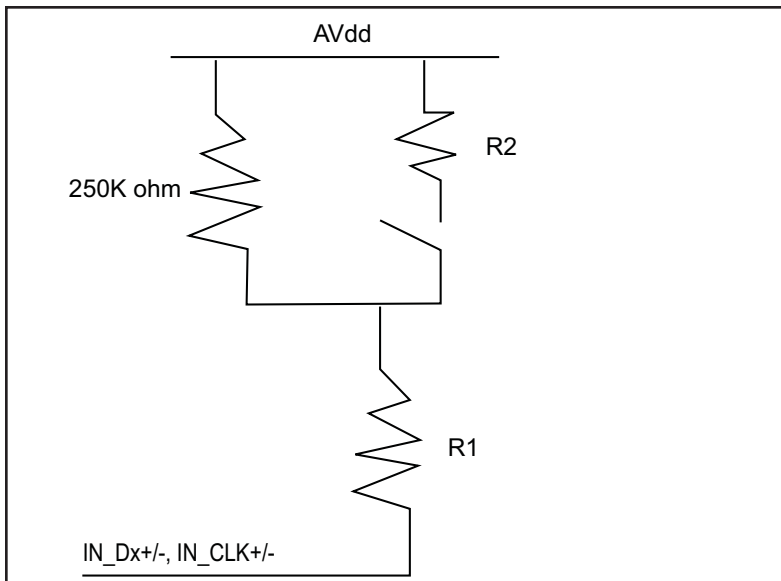 AVdd
R2
250K ohm
R1
IN_Dx+/-, IN_CLK+/-